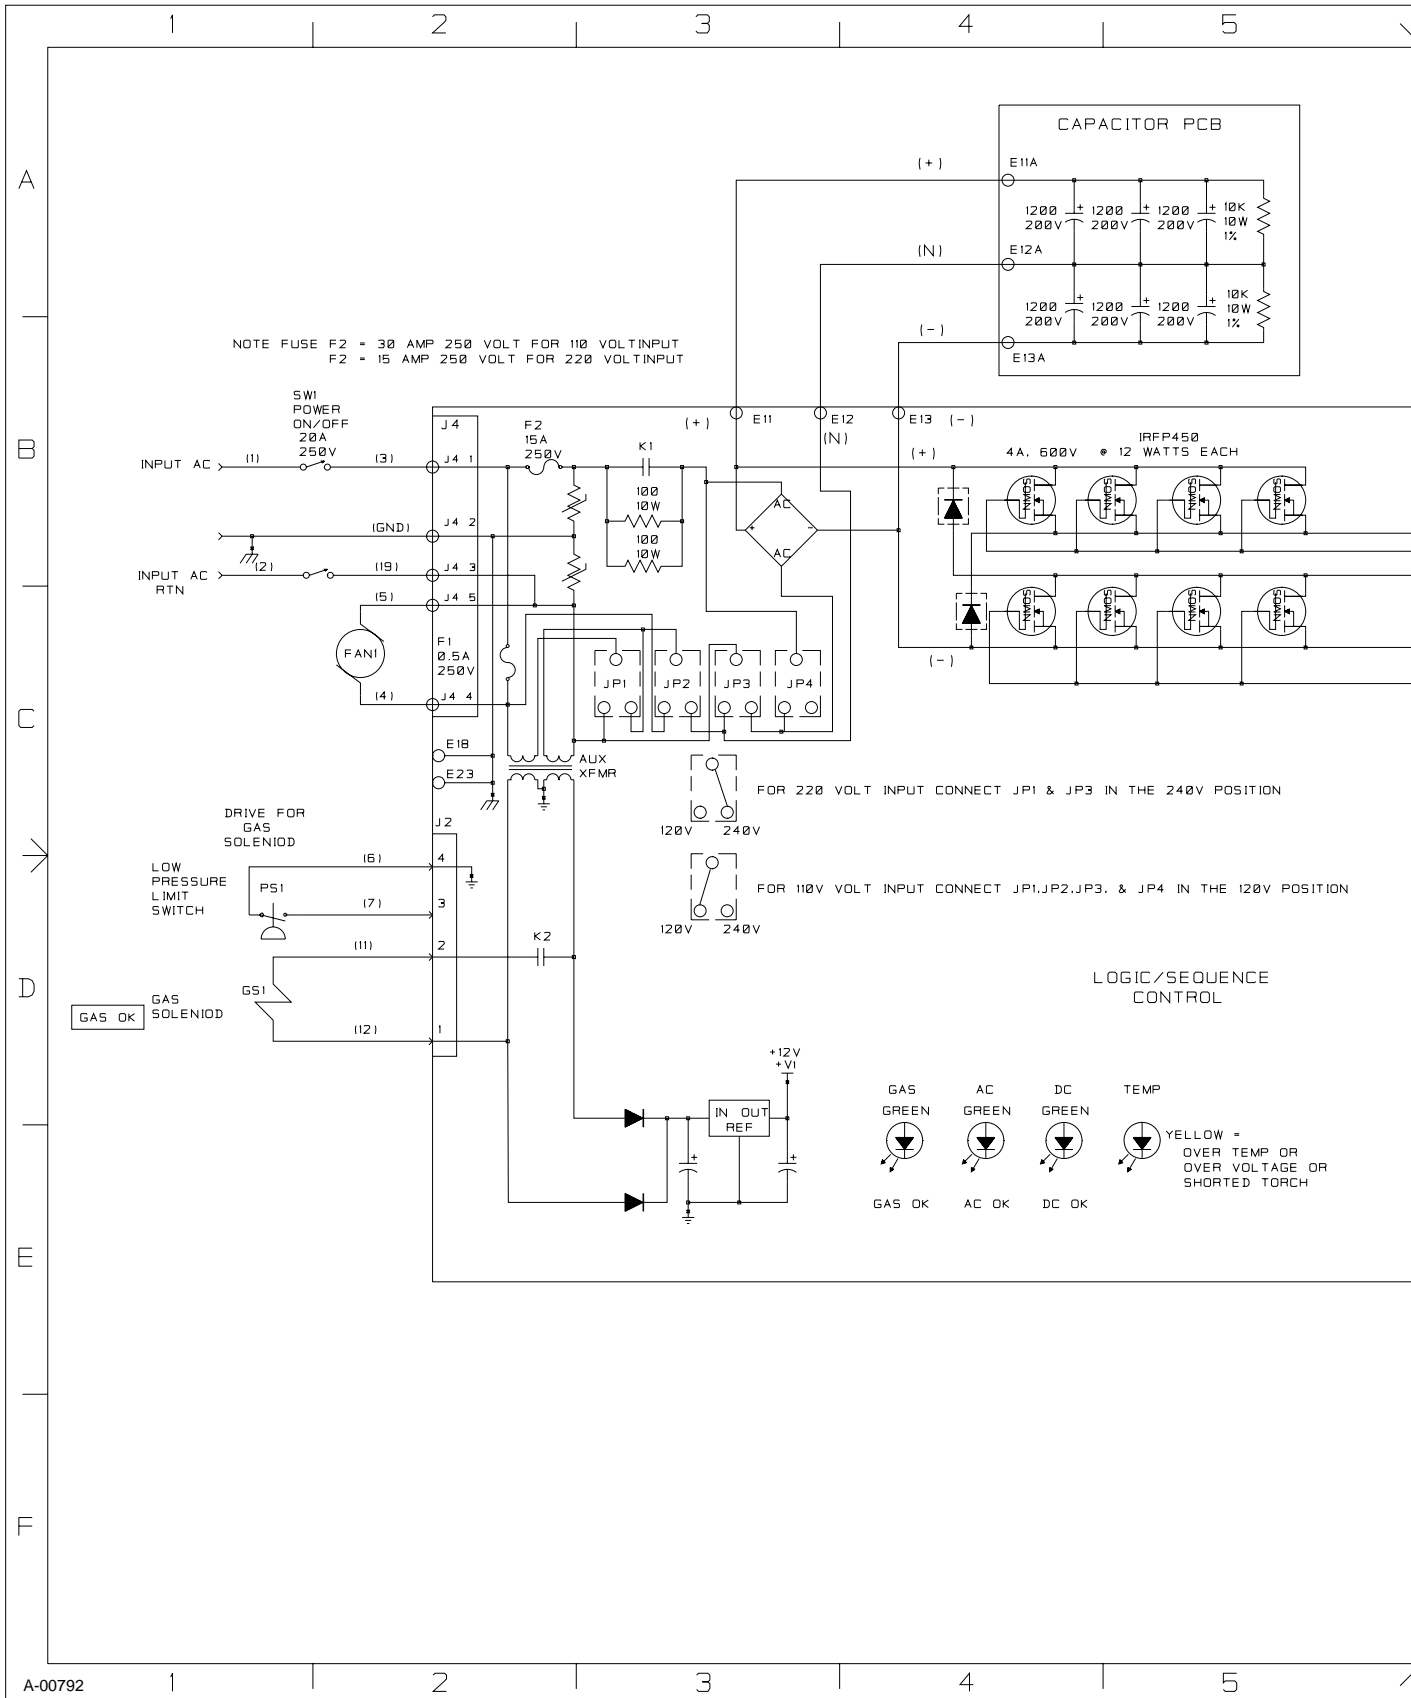 1 2 3 4 5
A
B
C
D
E
F
CAPACITOR PCB
(+)
E11A
1200
200V
1200
200V
1200
200V
10K
10W
1%
(N)
E12A
1200
200V
1200
200V
1200
200V
10K
10W
1%
(-)
E13A
NOTE FUSE F2 = 30 AMP 250 VOLT FOR 110 VOLTINPUT
F2 = 15 AMP 250 VOLT FOR 220 VOLTINPUT
SW1
POWER
ON/OFF
20A
250V
INPUT AC
(1)
(3)
J4
J4 1
F2
15A
250V
K1
100
10W
100
10W
(+)
E11
E12
(N)
E13
(-)
(+)
IRFP450
4A, 600V @ 12 WATTS EACH
NMOS
NMOS
NMOS
NMOS
AC
+
-
AC
(GND)
J4 2
INPUT AC
RTN
(2)
(19)
J4 3
(5)
J4 5
NMOS
NMOS
NMOS
NMOS
(-)
FAN1
F1
0.5A
250V
(4)
J4 4
JP1
JP2
JP3
JP4
E18
E23
AUX
XFMR
120V 240V
FOR 220 VOLT INPUT CONNECT JP1 & JP3 IN THE 240V POSITION
120V 240V
FOR 110V VOLT INPUT CONNECT JP1,JP2,JP3, & JP4 IN THE 120V POSITION
DRIVE FOR
GAS
SOLENIOD
J2
LOW
PRESSURE
LIMIT
SWITCH
PS1
(6)
4
(7)
3
(11)
2
K2
GAS OK
GAS
SOLENIOD
GS1
(12)
1
LOGIC/SEQUENCE
CONTROL
+12V
+V1
IN OUT
REF
GAS
GREEN
GAS OK
AC
GREEN
AC OK
DC
GREEN
DC OK
TEMP
YELLOW =
OVER TEMP OR
OVER VOLTAGE OR
SHORTED TORCH
A-00792
1 2 3 4 5